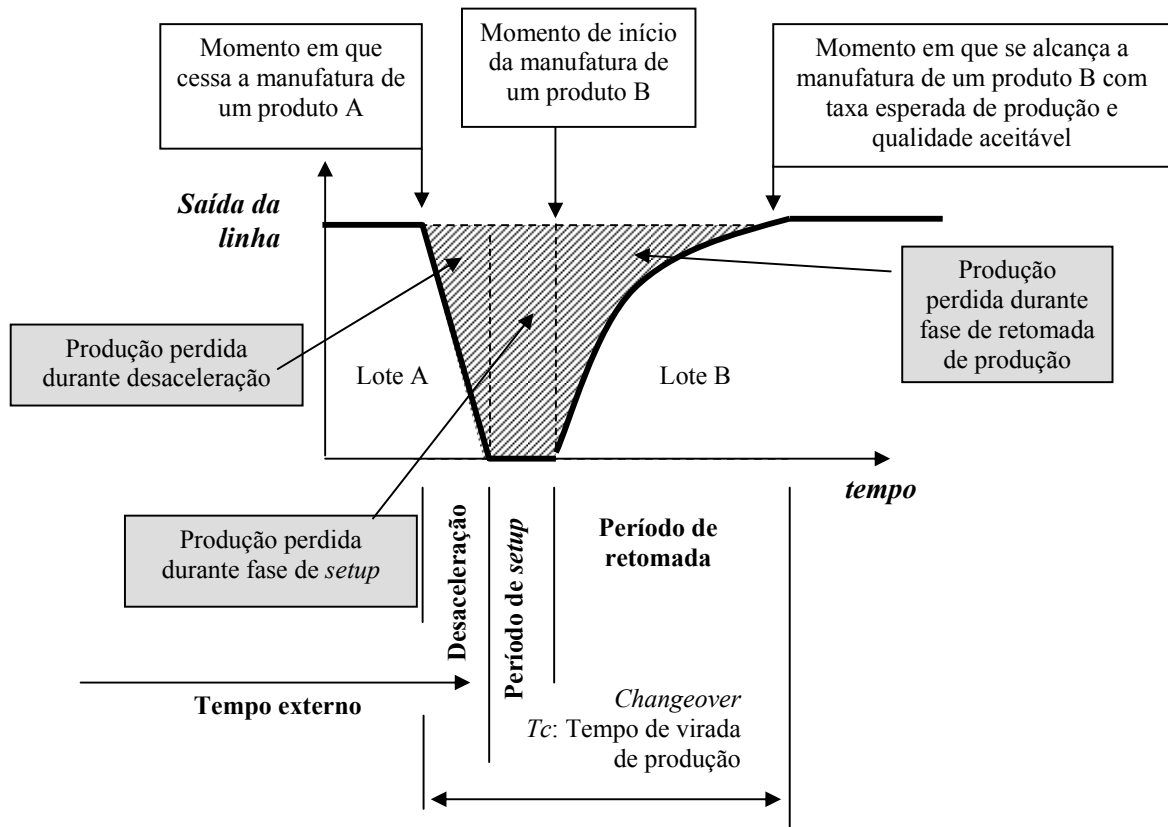 Momento em que
cessa a manufatura de
um produto A
Momento de início
da manufatura de
um produto B
Momento em que se alcança a
manufatura de um produto B com
taxa esperada de produção e
qualidade aceitável
Saída da
linha
Produção perdida
durante desaceleração
Lote A
Lote B
Produção
perdida durante
fase de retomada
de produção
tempo
Produção perdida
durante fase de setup
Desaceleração
Período de setup
Período de
retomada
Tempo externo
Changeover
Tc: Tempo de virada
de produção